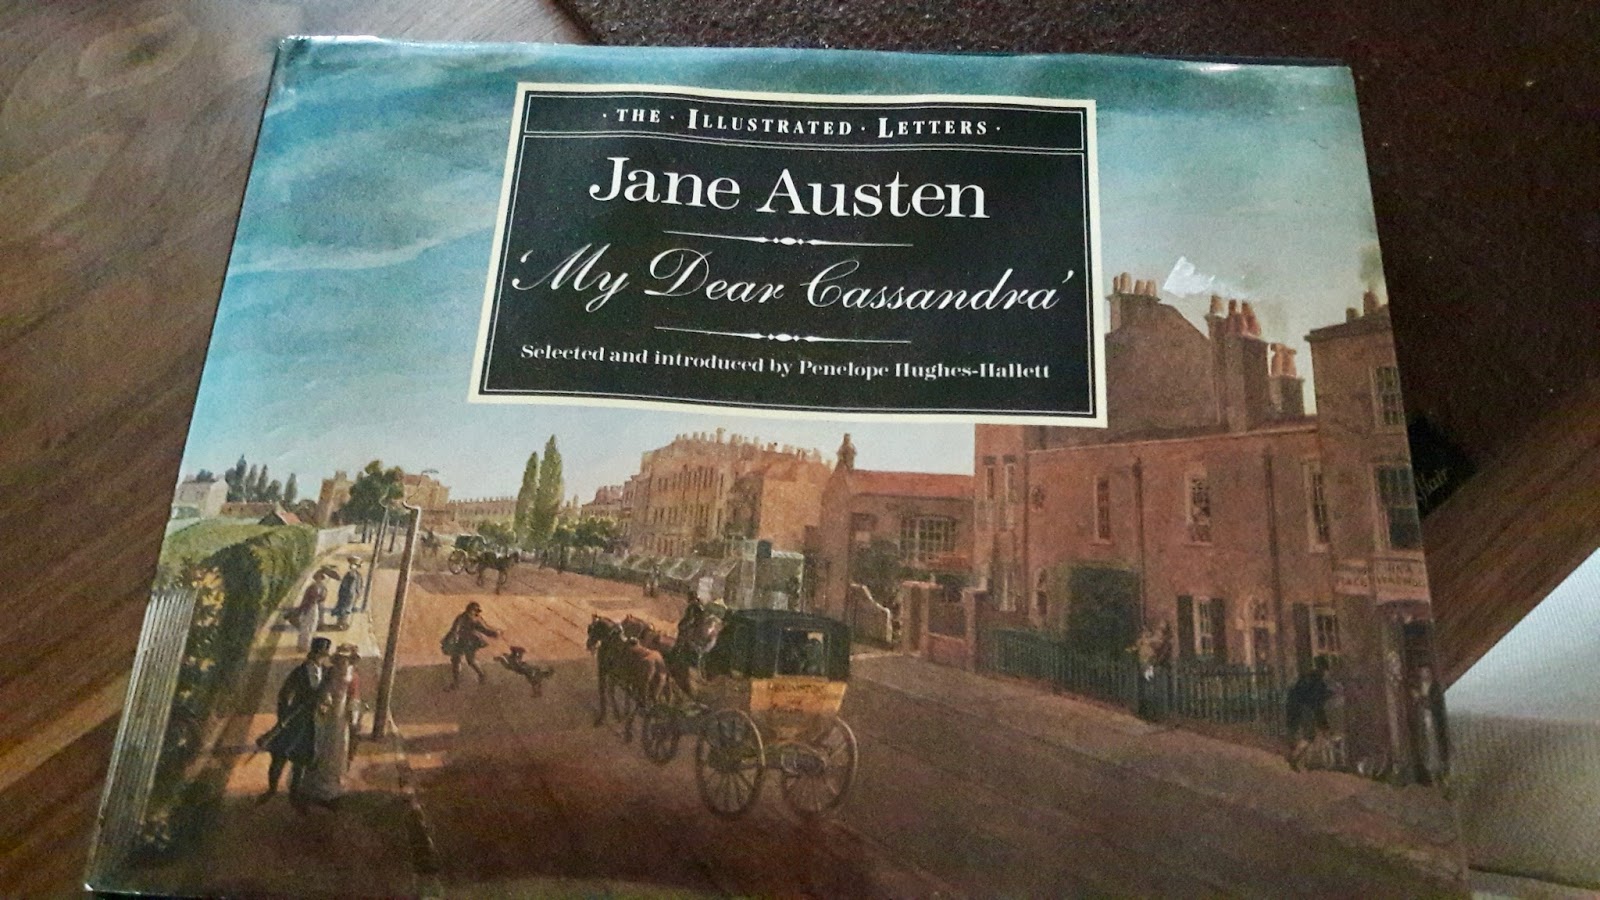 · THE · ILLUSTRATED · LETTERS ·
Jane Austen
‘My Dear Cassandra’
Selected and introduced by Penelope Hughes-Hallett